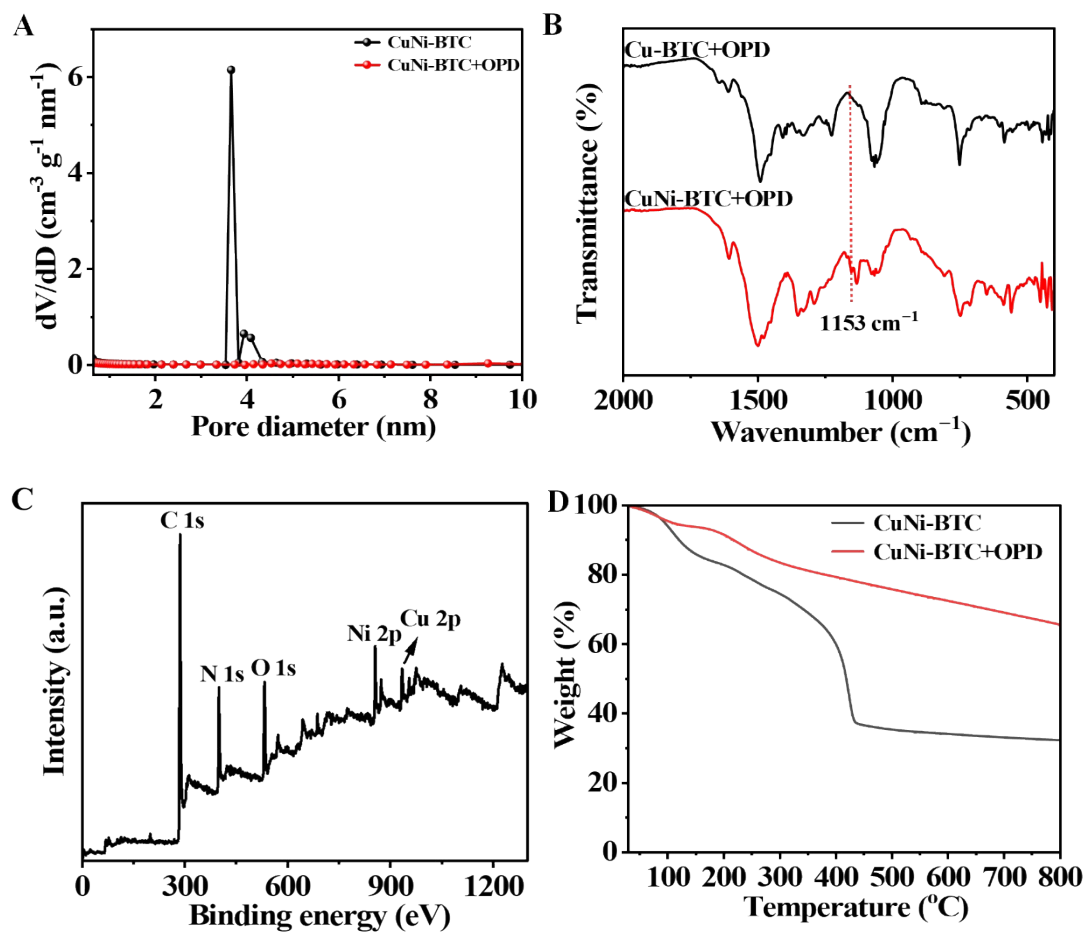 A
CuNi-BTC
CuNi-BTC+OPD
6
4
2
0
dV/dD (cm⁻³ g⁻¹ nm⁻¹)
2 4 6 8 10
Pore diameter (nm)
B
Cu-BTC+OPD
CuNi-BTC+OPD
1153 cm⁻¹
Transmittance (%)
2000 1500 1000 500
Wavenumber (cm⁻¹)
C
C 1s
N 1s
O 1s
Ni 2p
Cu 2p
Intensity (a.u.)
0 300 600 900 1200
Binding energy (eV)
D
CuNi-BTC
CuNi-BTC+OPD
100
80
60
40
20
0
Weight (%)
100 200 300 400 500 600 700 800
Temperature (°C)